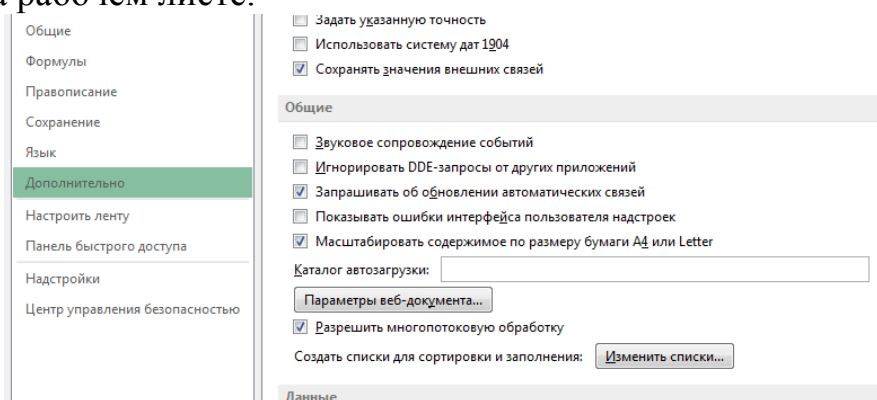 а рабочем листе.
Общие
Формулы
Правописание
Сохранение
Язык
Дополнительно
Настроить ленту
Панель быстрого доступа
Надстройки
Центр управления безопасностью
Задать указанную точность
Использовать систему дат 1904
Сохранять значения внешних связей
Общие
Звуковое сопровождение событий
Игнорировать DDE-запросы от других приложений
Запрашивать об обновлении автоматических связей
Показывать ошибки интерфейса пользователя надстроек
Масштабировать содержимое по размеру бумаги A4 или Letter
Каталог автозагрузки:
Параметры веб-документа...
Разрешить многопотоковую обработку
Создать списки для сортировки и заполнения: Изменить списки...
Данные